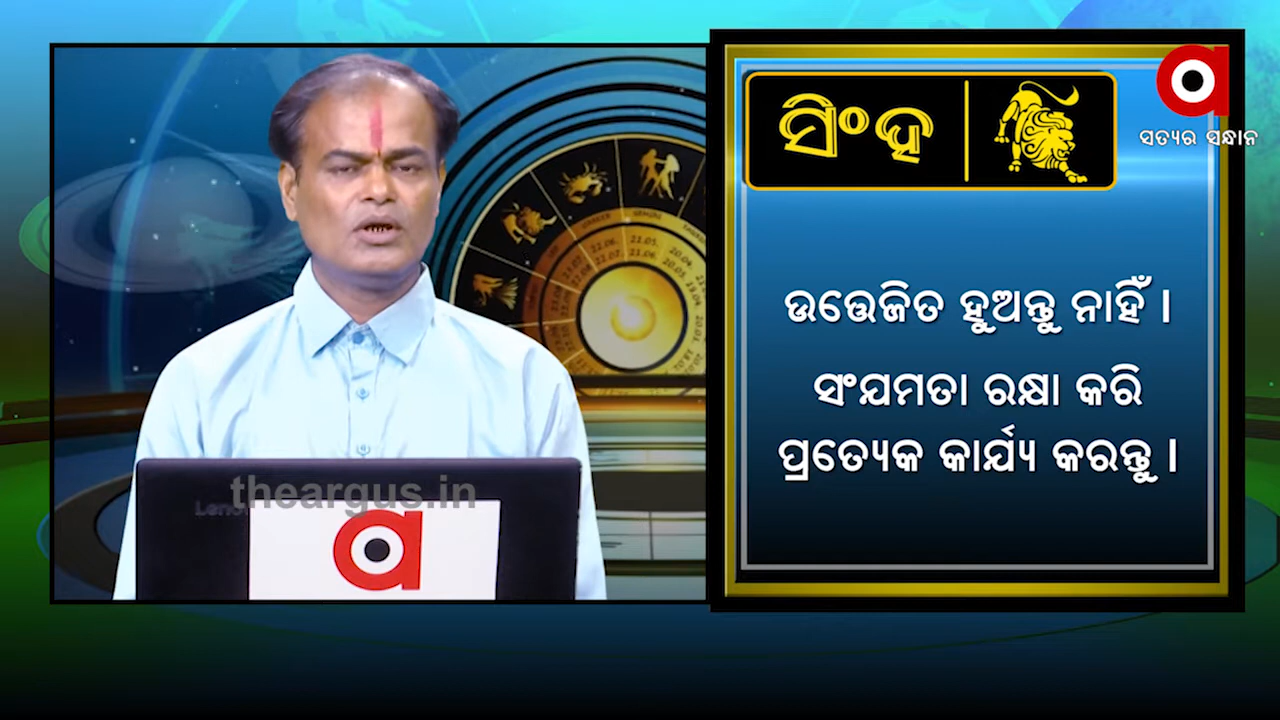 ସିଂହ
ସତ୍ୟର ସନ୍ଧାନ
ଉତ୍ତେଜିତ ହୁଅନ୍ତୁ ନାହିଁ ।
ସଂଯମତା ରକ୍ଷା କରି
ପ୍ରତ୍ୟେକ କାର୍ଯ୍ୟ କରନ୍ତୁ ।
theargus.in